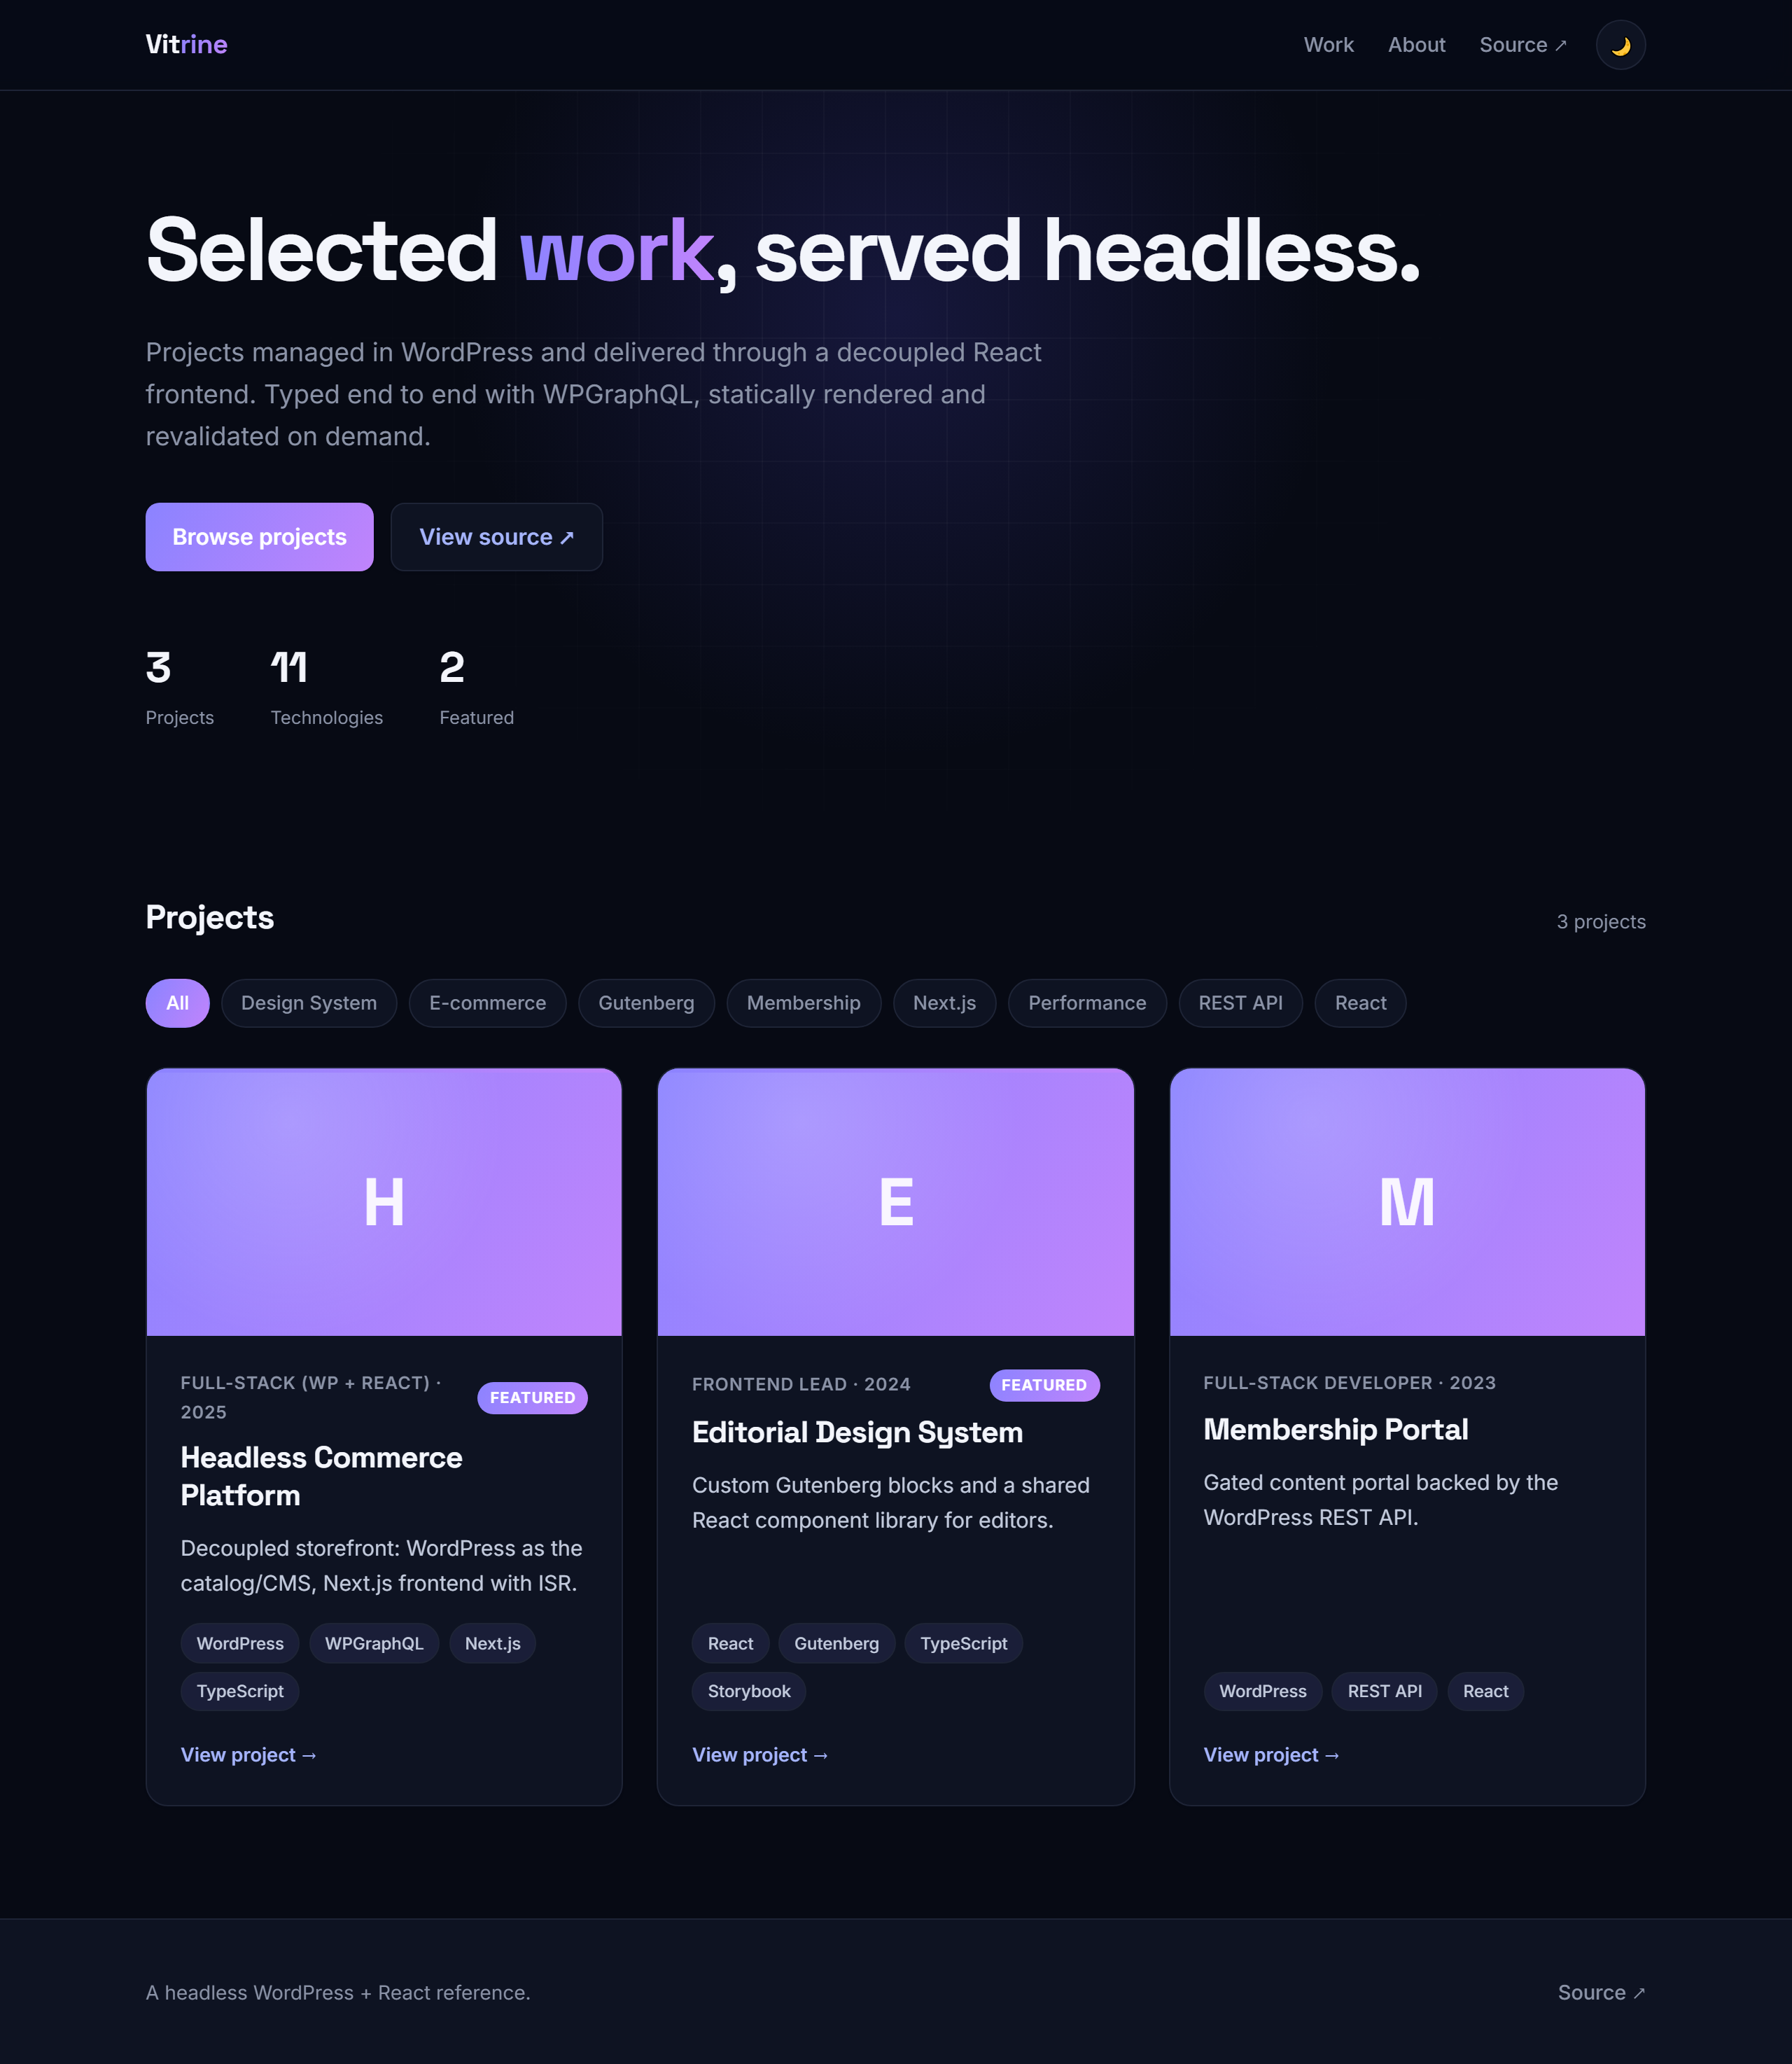 Vitrine
Work About Source ↗
Selected work, served headless.
Projects managed in WordPress and delivered through a decoupled React
frontend. Typed end to end with WPGraphQL, statically rendered and
revalidated on demand.
Browse projects View source ↗
3 11 2
Projects Technologies Featured
Projects
3 projects
All Design System E-commerce Gutenberg Membership Next.js Performance REST API React
H
FULL-STACK (WP + REACT) ·
2025
FEATURED
Headless Commerce
Platform
Decoupled storefront: WordPress as the
catalog/CMS, Next.js frontend with ISR.
WordPress WPGraphQL Next.js
TypeScript
View project →
E
FRONTEND LEAD · 2024
FEATURED
Editorial Design System
Custom Gutenberg blocks and a shared
React component library for editors.
React Gutenberg TypeScript
Storybook
View project →
M
FULL-STACK DEVELOPER · 2023
Membership Portal
Gated content portal backed by the
WordPress REST API.
WordPress REST API React
View project →
A headless WordPress + React reference.
Source ↗